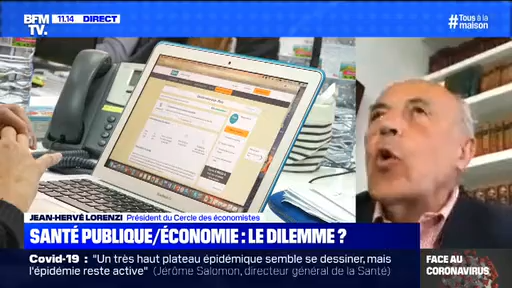 BFM
TV.
11.14 DIRECT
#Tous à la
maison
JEAN-HERVÉ LORENZI Président du Cercle des économistes
SANTÉ PUBLIQUE/ÉCONOMIE : LE DILEMME ?
Covid-19 : "Un très haut plateau épidémique semble se dessiner, mais
l'épidémie reste active" (Jérôme Salomon, directeur général de la Santé)
FACE AU
CORONAVIRUS